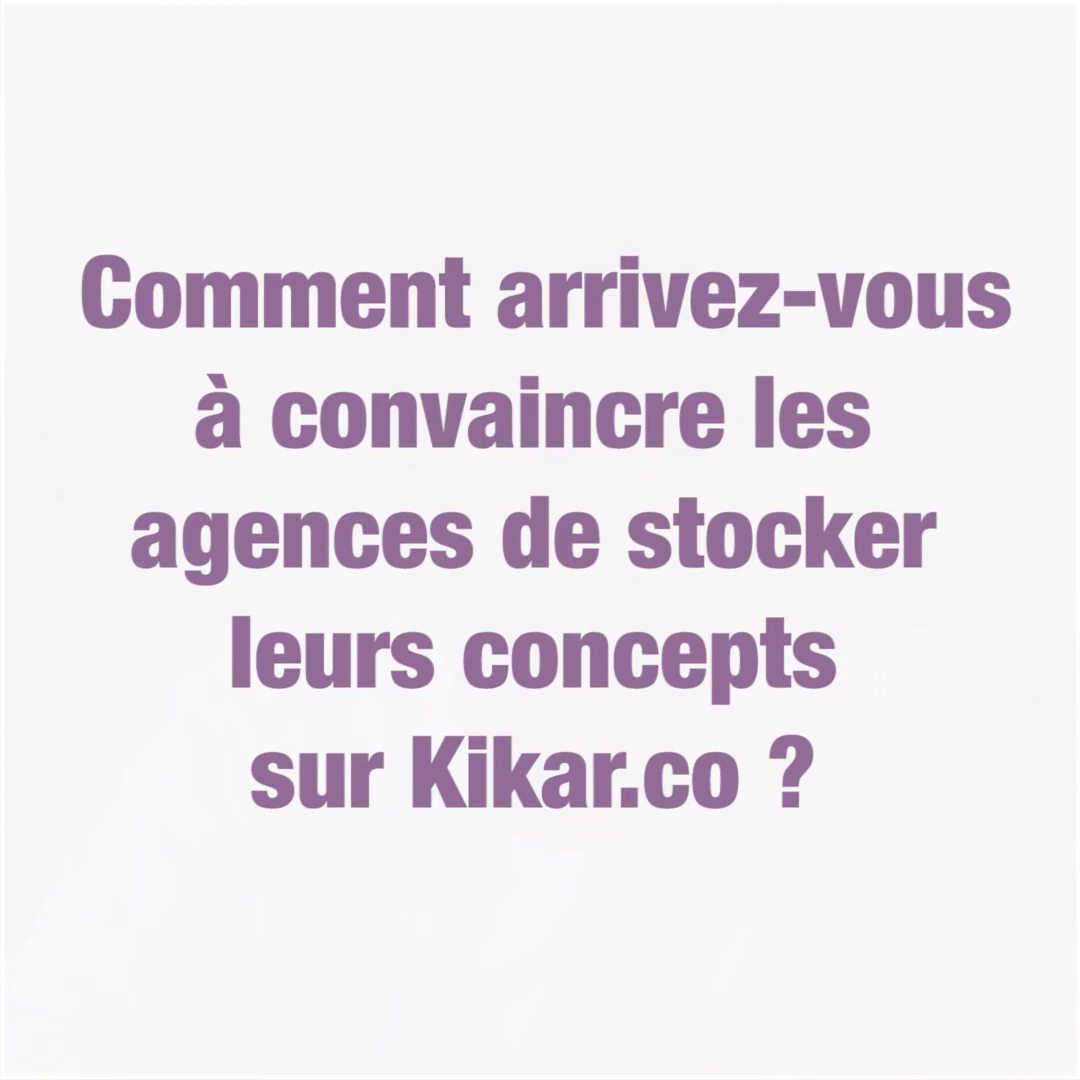 Comment arrivez-vous
à convaincre les
agences de stocker
leurs concepts
sur Kikar.co ?